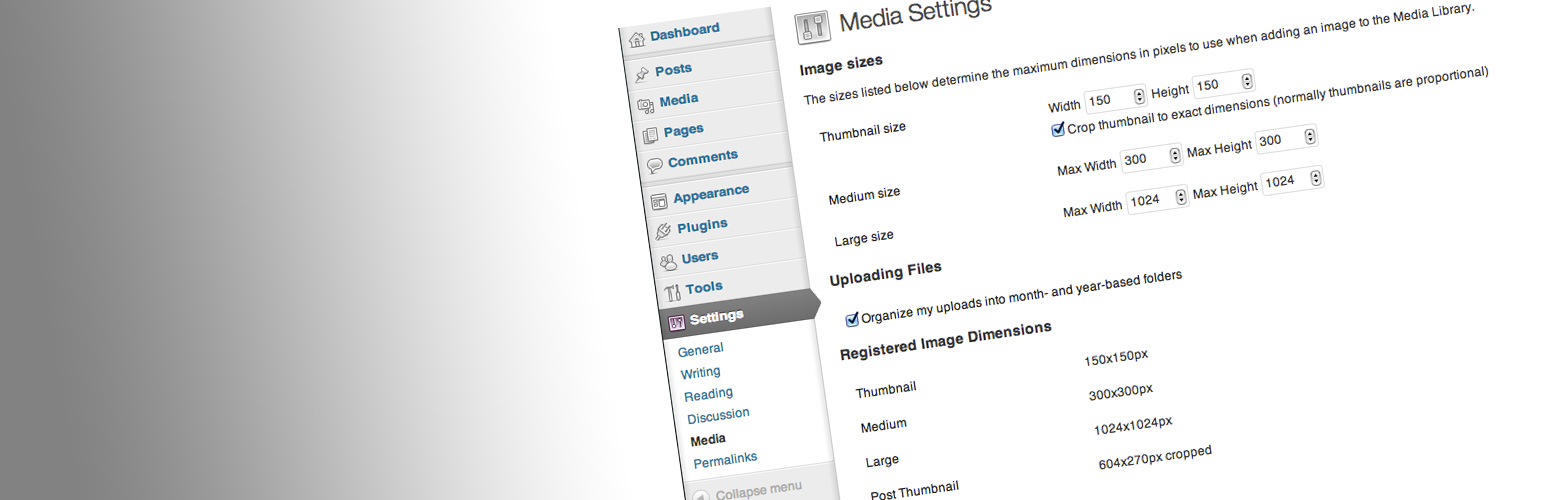 Dashboard
Posts
Media
Pages
Comments
Appearance
Plugins
Users
Tools
Settings
General
Writing
Reading
Discussion
Media
Permalinks
Collapse menu
Media Settings
Image sizes
The sizes listed below determine the maximum dimensions in pixels to use when adding an image to the Media Library.
Thumbnail size
Width 150 Height 150
Crop thumbnail to exact dimensions (normally thumbnails are proportional)
Medium size
Max Width 300 Max Height 300
Large size
Max Width 1024 Max Height 1024
Uploading Files
Organize my uploads into month- and year-based folders
Registered Image Dimensions
Thumbnail 150x150px
Medium 300x300px
Large 1024x1024px
Post Thumbnail 604x270px cropped